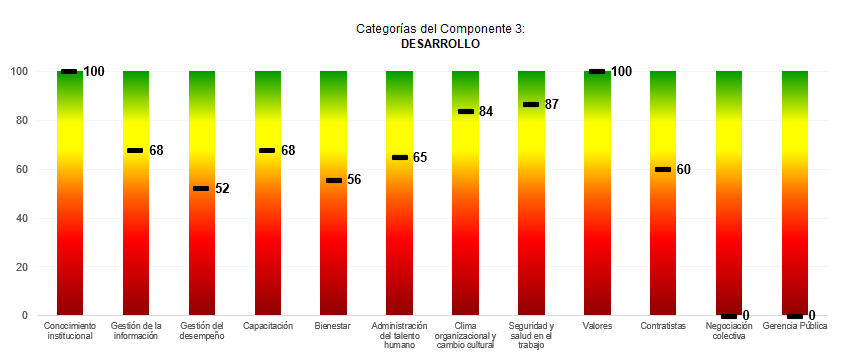 Categorías del Componente 3:
DESARROLLO
100
80
60
40
20
0
100
68
52
68
56
65
84
87
100
60
0
0
Conocimiento
institucional
Gestión de la
información
Gestión del
desempeño
Capacitación
Bienestar
Administración
del talento
humano
Clima
organizacional y
cambio cultural
Seguridad y
salud en el
trabajo
Valores
Contratistas
Negociación
colectiva
Gerencia Pública